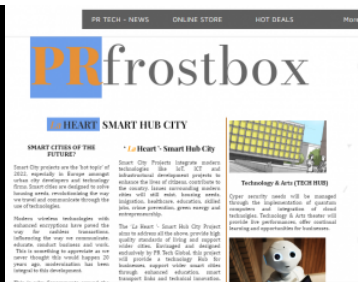 PR TECH - NEWS
ONLINE STORE
HOT DEALS
More
PRfrostbox
CITY
La HEART SMART HUB CITY
SMART CITIES OF THE
FUTURE?
Smart City projects are the 'hot topic' of
2022, especially in Europe amongst
urban city developers and technology
firms. Smart cities are designed to solve
housing needs, revolutionising the way
we travel and communicate through the
use of technologies.
Modern wireless technologies with
enhanced encryptions have paved the
way for cashless transactions.
Influencing the way we communicate,
educate, conduct business and work.
This is something to appreciate as we
never thought this would happen 20
years ago, modernisation has been
integral to this development.
" La Heart "- Smart Hub City
Smart City Projects integrate modern
technologies like IoT, ICT and
infrastructural development projects to
enhance the lives of citizens, contribute to
the country. Issues surrounding modern
cities will still exist, housing needs,
immigration, healthcare, education, skilled
jobs, crime prevention, green energy and
entrepreneurship.
The 'La Heart '- Smart Hub City Project
aims to address all the above, provide high
quality standards of living and support
wider cities. Envisaged and designed
exclusively by PR Tech Global, this project
will provide a technology Hub for
businesses, support wider smart cities
through enhanced education, smart
transport links and technical innovation.
Technology & Arts (TECH HUB)
Cyber security needs will be managed
through the implementation of quantum
computers and integration of cloud
technologies. Technology & Arts theater will
provide live performances, offer continual
learning and opportunities for businesses.